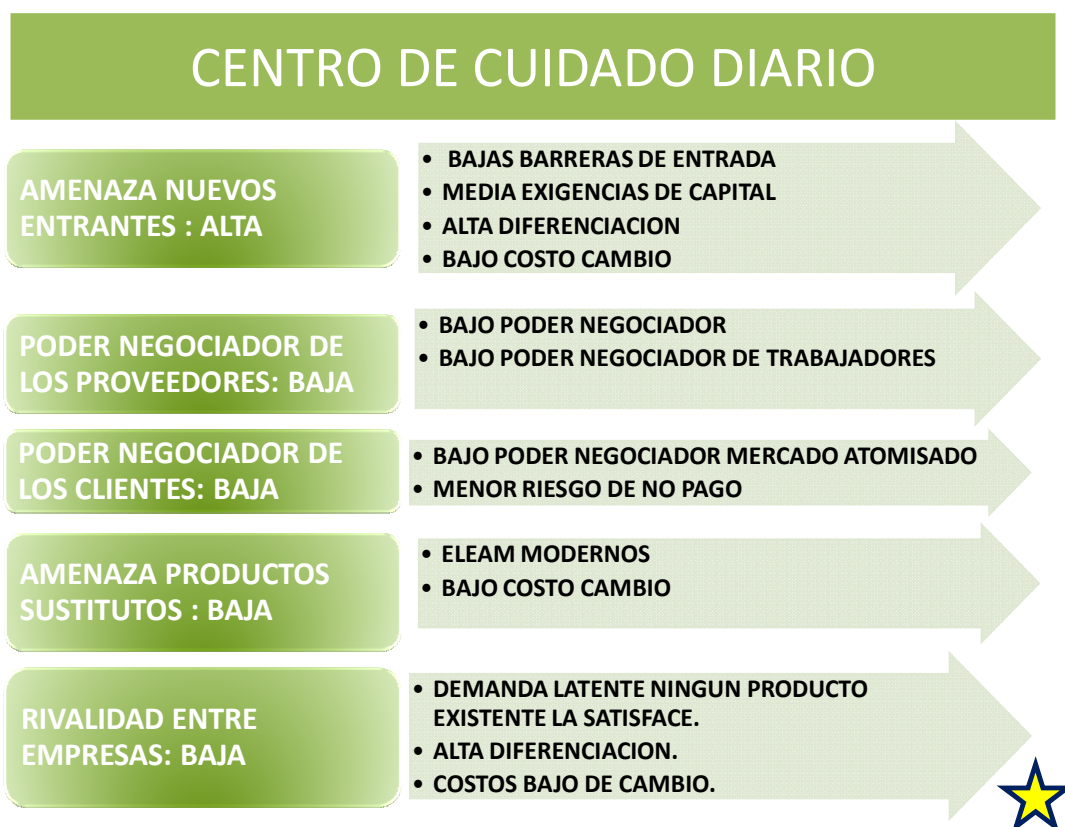 CENTRO DE CUIDADO DIARIO
AMENAZA NUEVOS
ENTRANTES : ALTA
• BAJAS BARRERAS DE ENTRADA
• MEDIA EXIGENCIAS DE CAPITAL
• ALTA DIFERENCIACION
• BAJO COSTO CAMBIO
PODER NEGOCIADOR DE
LOS PROVEEDORES: BAJA
• BAJO PODER NEGOCIADOR
• BAJO PODER NEGOCIADOR DE TRABAJADORES
PODER NEGOCIADOR DE
LOS CLIENTES: BAJA
• BAJO PODER NEGOCIADOR MERCADO ATOMISADO
• MENOR RIESGO DE NO PAGO
AMENAZA PRODUCTOS
SUSTITUTOS : BAJA
• ELEAM MODERNOS
• BAJO COSTO CAMBIO
RIVALIDAD ENTRE
EMPRESAS: BAJA
• DEMANDA LATENTE NINGUN PRODUCTO
EXISTENTE LA SATISFACE.
• ALTA DIFERENCIACION.
• COSTOS BAJO DE CAMBIO.